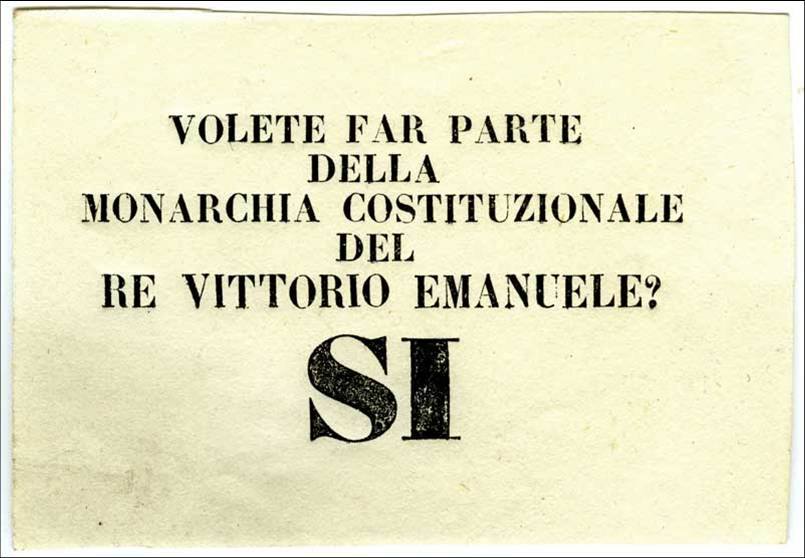 VOLETE FAR PARTE
DELLA
MONARCHIA COSTITUZIONALE
DEL
RE VITTORIO EMANUELE?
SI